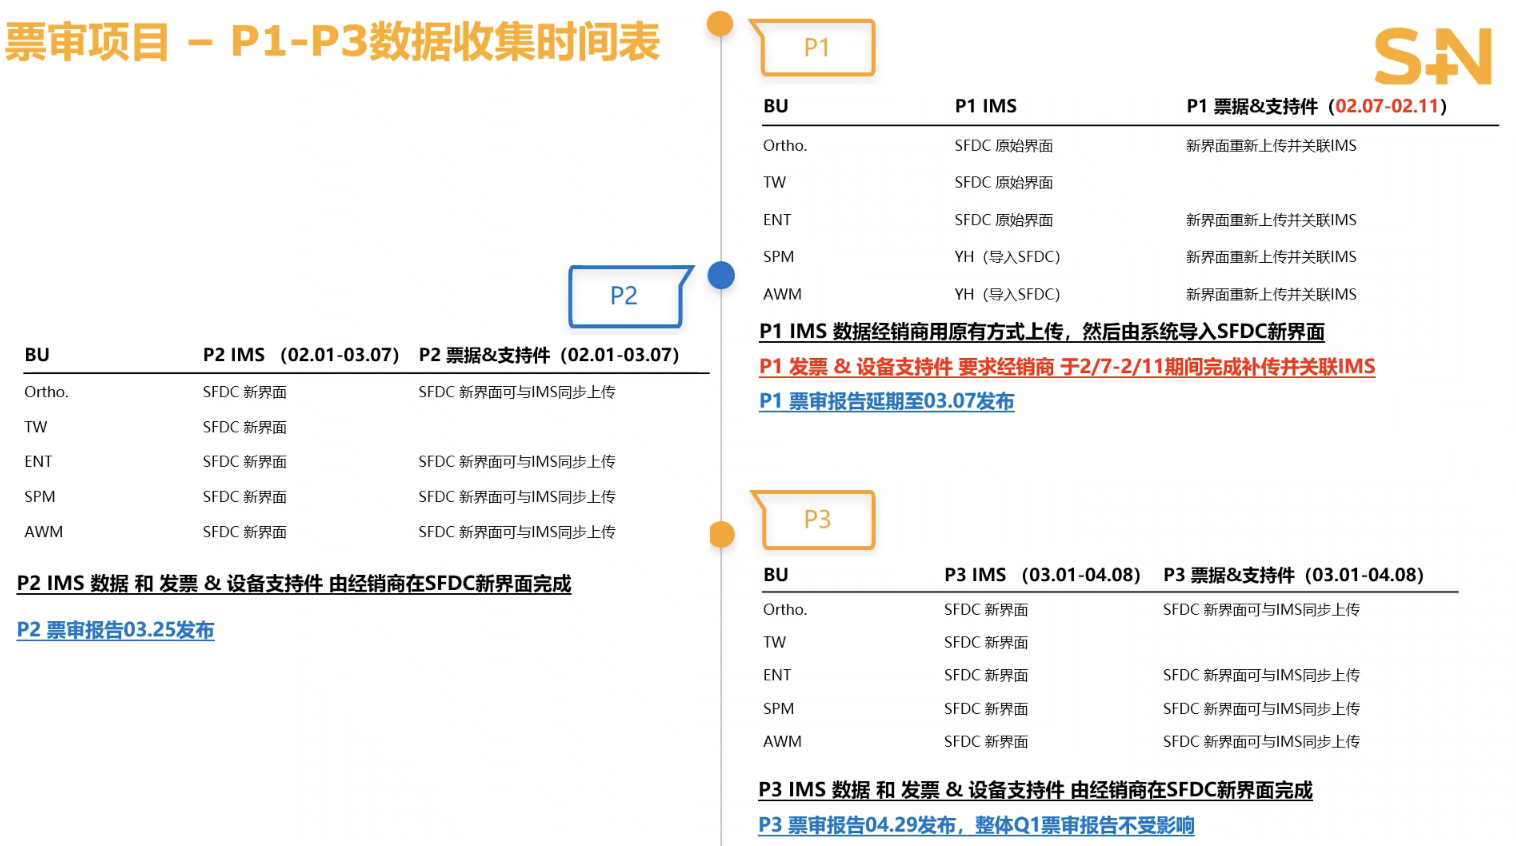 票审项目 – P1-P3数据收集时间表
S+N
P1
BU P1 IMS P1 票据&支持件（02.07-02.11）
Ortho. SFDC 原始界面 新界面重新上传并关联IMS
TW SFDC 原始界面
ENT SFDC 原始界面 新界面重新上传并关联IMS
SPM YH（导入SFDC） 新界面重新上传并关联IMS
AWM YH（导入SFDC） 新界面重新上传并关联IMS
P1 IMS 数据经销商用原有方式上传，然后由系统导入SFDC新界面
P1 发票 & 设备支持件 要求经销商 于2/7-2/11期间完成补传并关联IMS
P1 票审报告延期至03.07发布
P2
BU P2 IMS （02.01-03.07） P2 票据&支持件（02.01-03.07）
Ortho. SFDC 新界面 SFDC 新界面可与IMS同步上传
TW SFDC 新界面
ENT SFDC 新界面 SFDC 新界面可与IMS同步上传
SPM SFDC 新界面 SFDC 新界面可与IMS同步上传
AWM SFDC 新界面 SFDC 新界面可与IMS同步上传
P2 IMS 数据 和 发票 & 设备支持件 由经销商在SFDC新界面完成
P2 票审报告03.25发布
P3
BU P3 IMS （03.01-04.08） P3 票据&支持件（03.01-04.08）
Ortho. SFDC 新界面 SFDC 新界面可与IMS同步上传
TW SFDC 新界面
ENT SFDC 新界面 SFDC 新界面可与IMS同步上传
SPM SFDC 新界面 SFDC 新界面可与IMS同步上传
AWM SFDC 新界面 SFDC 新界面可与IMS同步上传
P3 IMS 数据 和 发票 & 设备支持件 由经销商在SFDC新界面完成
P3 票审报告04.29发布，整体Q1票审报告不受影响